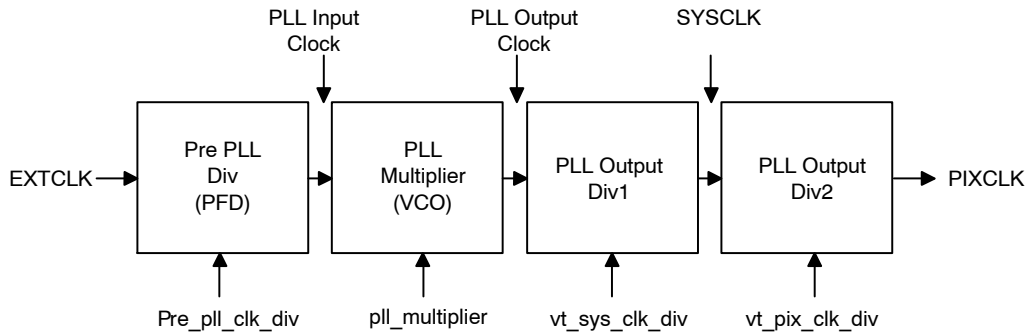 PLL Input
Clock
PLL Output
Clock
SYSCLK
EXTCLK
Pre PLL
Div
(PFD)
PLL
Multiplier
(VCO)
PLL Output
Div1
PLL Output
Div2
PIXCLK
Pre_pll_clk_div
pll_multiplier
vt_sys_clk_div
vt_pix_clk_div